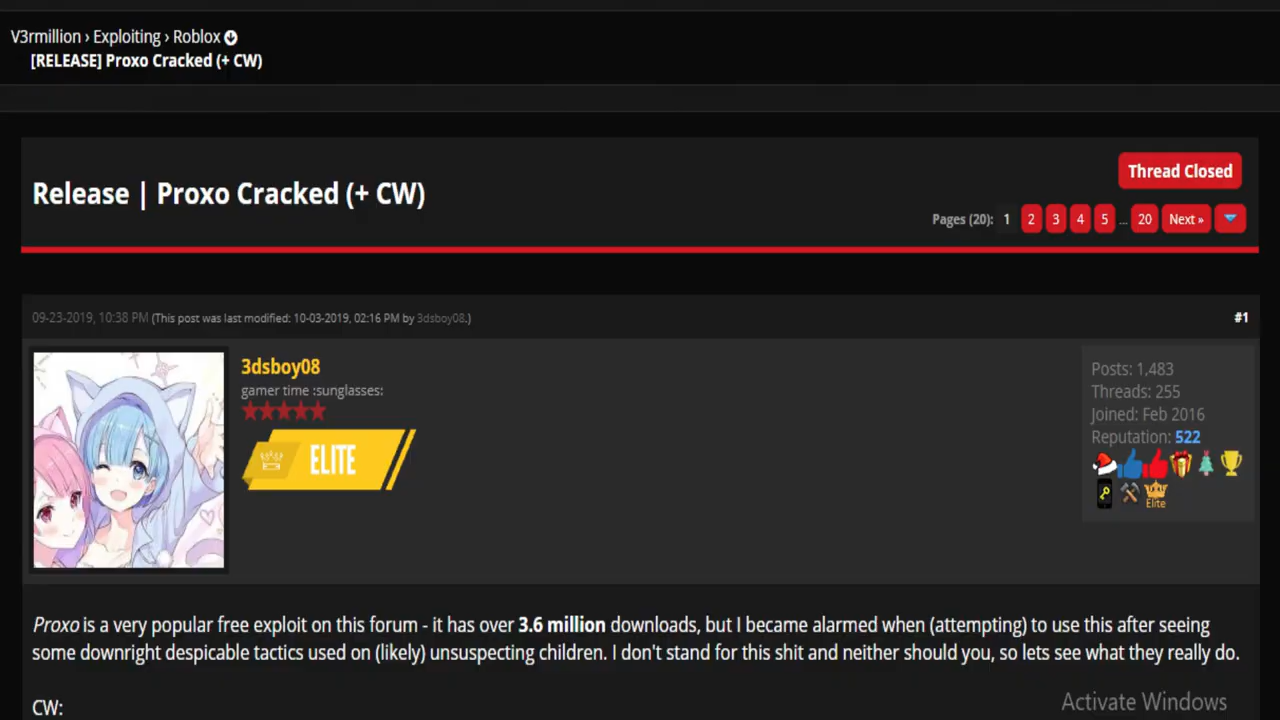 V3rmillion › Exploiting › Roblox
[RELEASE] Proxo Cracked (+ CW)
Thread Closed
Release | Proxo Cracked (+ CW)
Pages (20): 1 2 3 4 5 ... 20 Next »
09-23-2019, 10:38 PM (This post was last modified: 10-03-2019, 02:16 PM by 3dsboy08.) #1
3dsboy08
gamer time :sunglasses:
ELITE
Posts: 1,483
Threads: 255
Joined: Feb 2016
Reputation: 522
Elite
Proxo is a very popular free exploit on this forum - it has over 3.6 million downloads, but I became alarmed when (attempting) to use this after seeing
some downright despicable tactics used on (likely) unsuspecting children. I don't stand for this shit and neither should you, so lets see what they really do.
CW:
Activate Windows